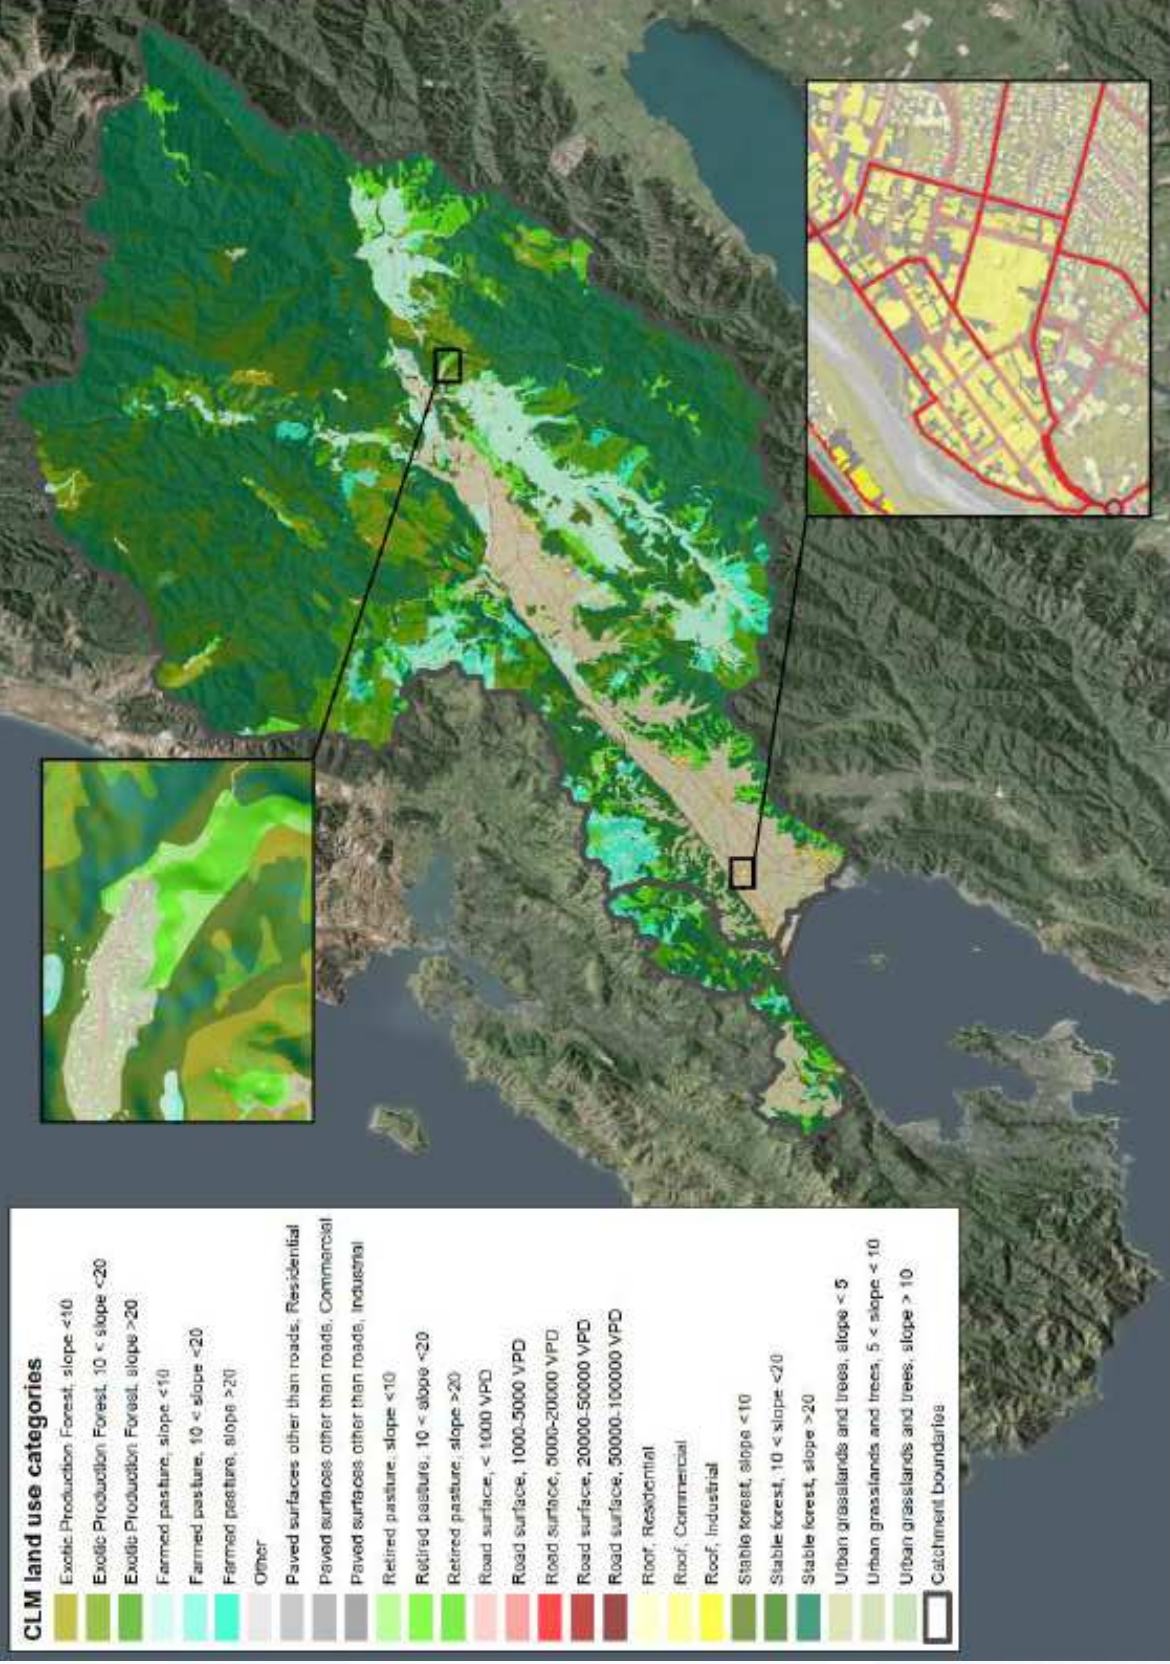 CLM land use categories
Exotic Production Forest, slope <10
Exotic Production Forest, 10 < slope <20
Exotic Production Forest, slope >20
Farmed pasture, slope <10
Farmed pasture, 10 < slope <20
Farmed pasture, slope >20
Other
Paved surfaces other than roads, Residential
Paved surfaces other than roads, Commercial
Paved surfaces other than roads, Industrial
Retired pasture, slope <10
Retired pasture, 10 < slope <20
Retired pasture, slope >20
Road surface, < 1000 VPD
Road surface, 1000-5000 VPD
Road surface, 5000-20000 VPD
Road surface, 20000-50000 VPD
Road surface, 50000-100000 VPD
Roof, Residential
Roof, Commercial
Roof, Industrial
Stable forest, slope <10
Stable forest, 10 < slope <20
Stable forest, slope >20
Urban grasslands and trees, slope < 5
Urban grasslands and trees, 5 < slope < 10
Urban grasslands and trees, slope > 10
Catchment boundaries